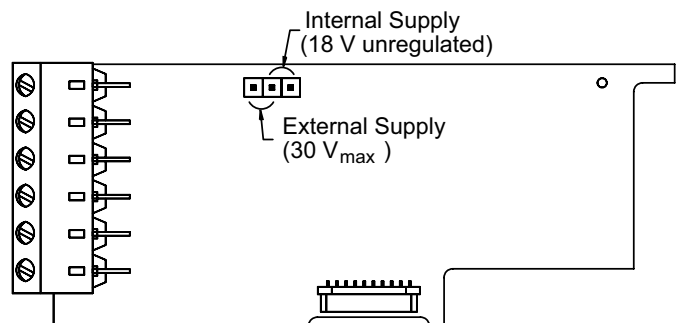 Internal Supply
(18 V unregulated)
External Supply
(30 Vmax )